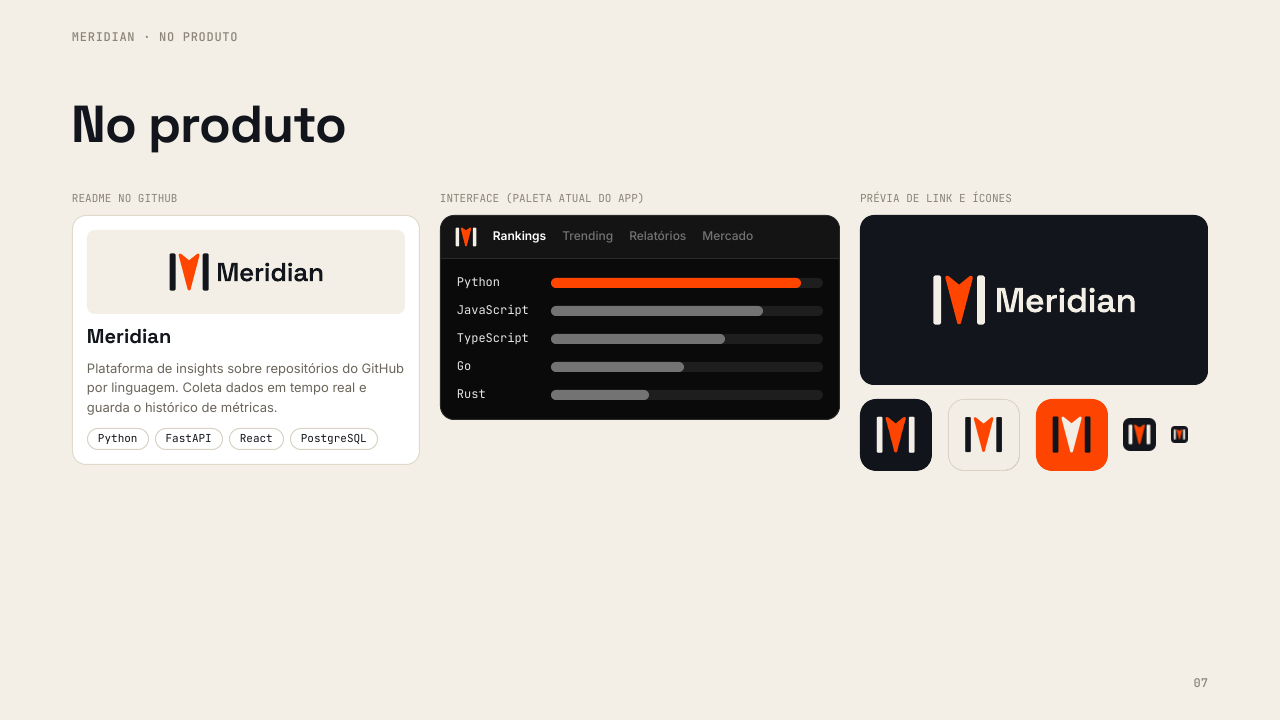 MERIDIAN · NO PRODUTO
No produto
README NO GITHUB
Meridian
Meridian
Plataforma de insights sobre repositórios do GitHub
por linguagem. Coleta dados em tempo real e
guarda o histórico de métricas.
Python FastAPI React PostgreSQL
INTERFACE (PALETA ATUAL DO APP)
Rankings Trending Relatórios Mercado
Python
JavaScript
TypeScript
Go
Rust
PRÉVIA DE LINK E ÍCONES
Meridian
07